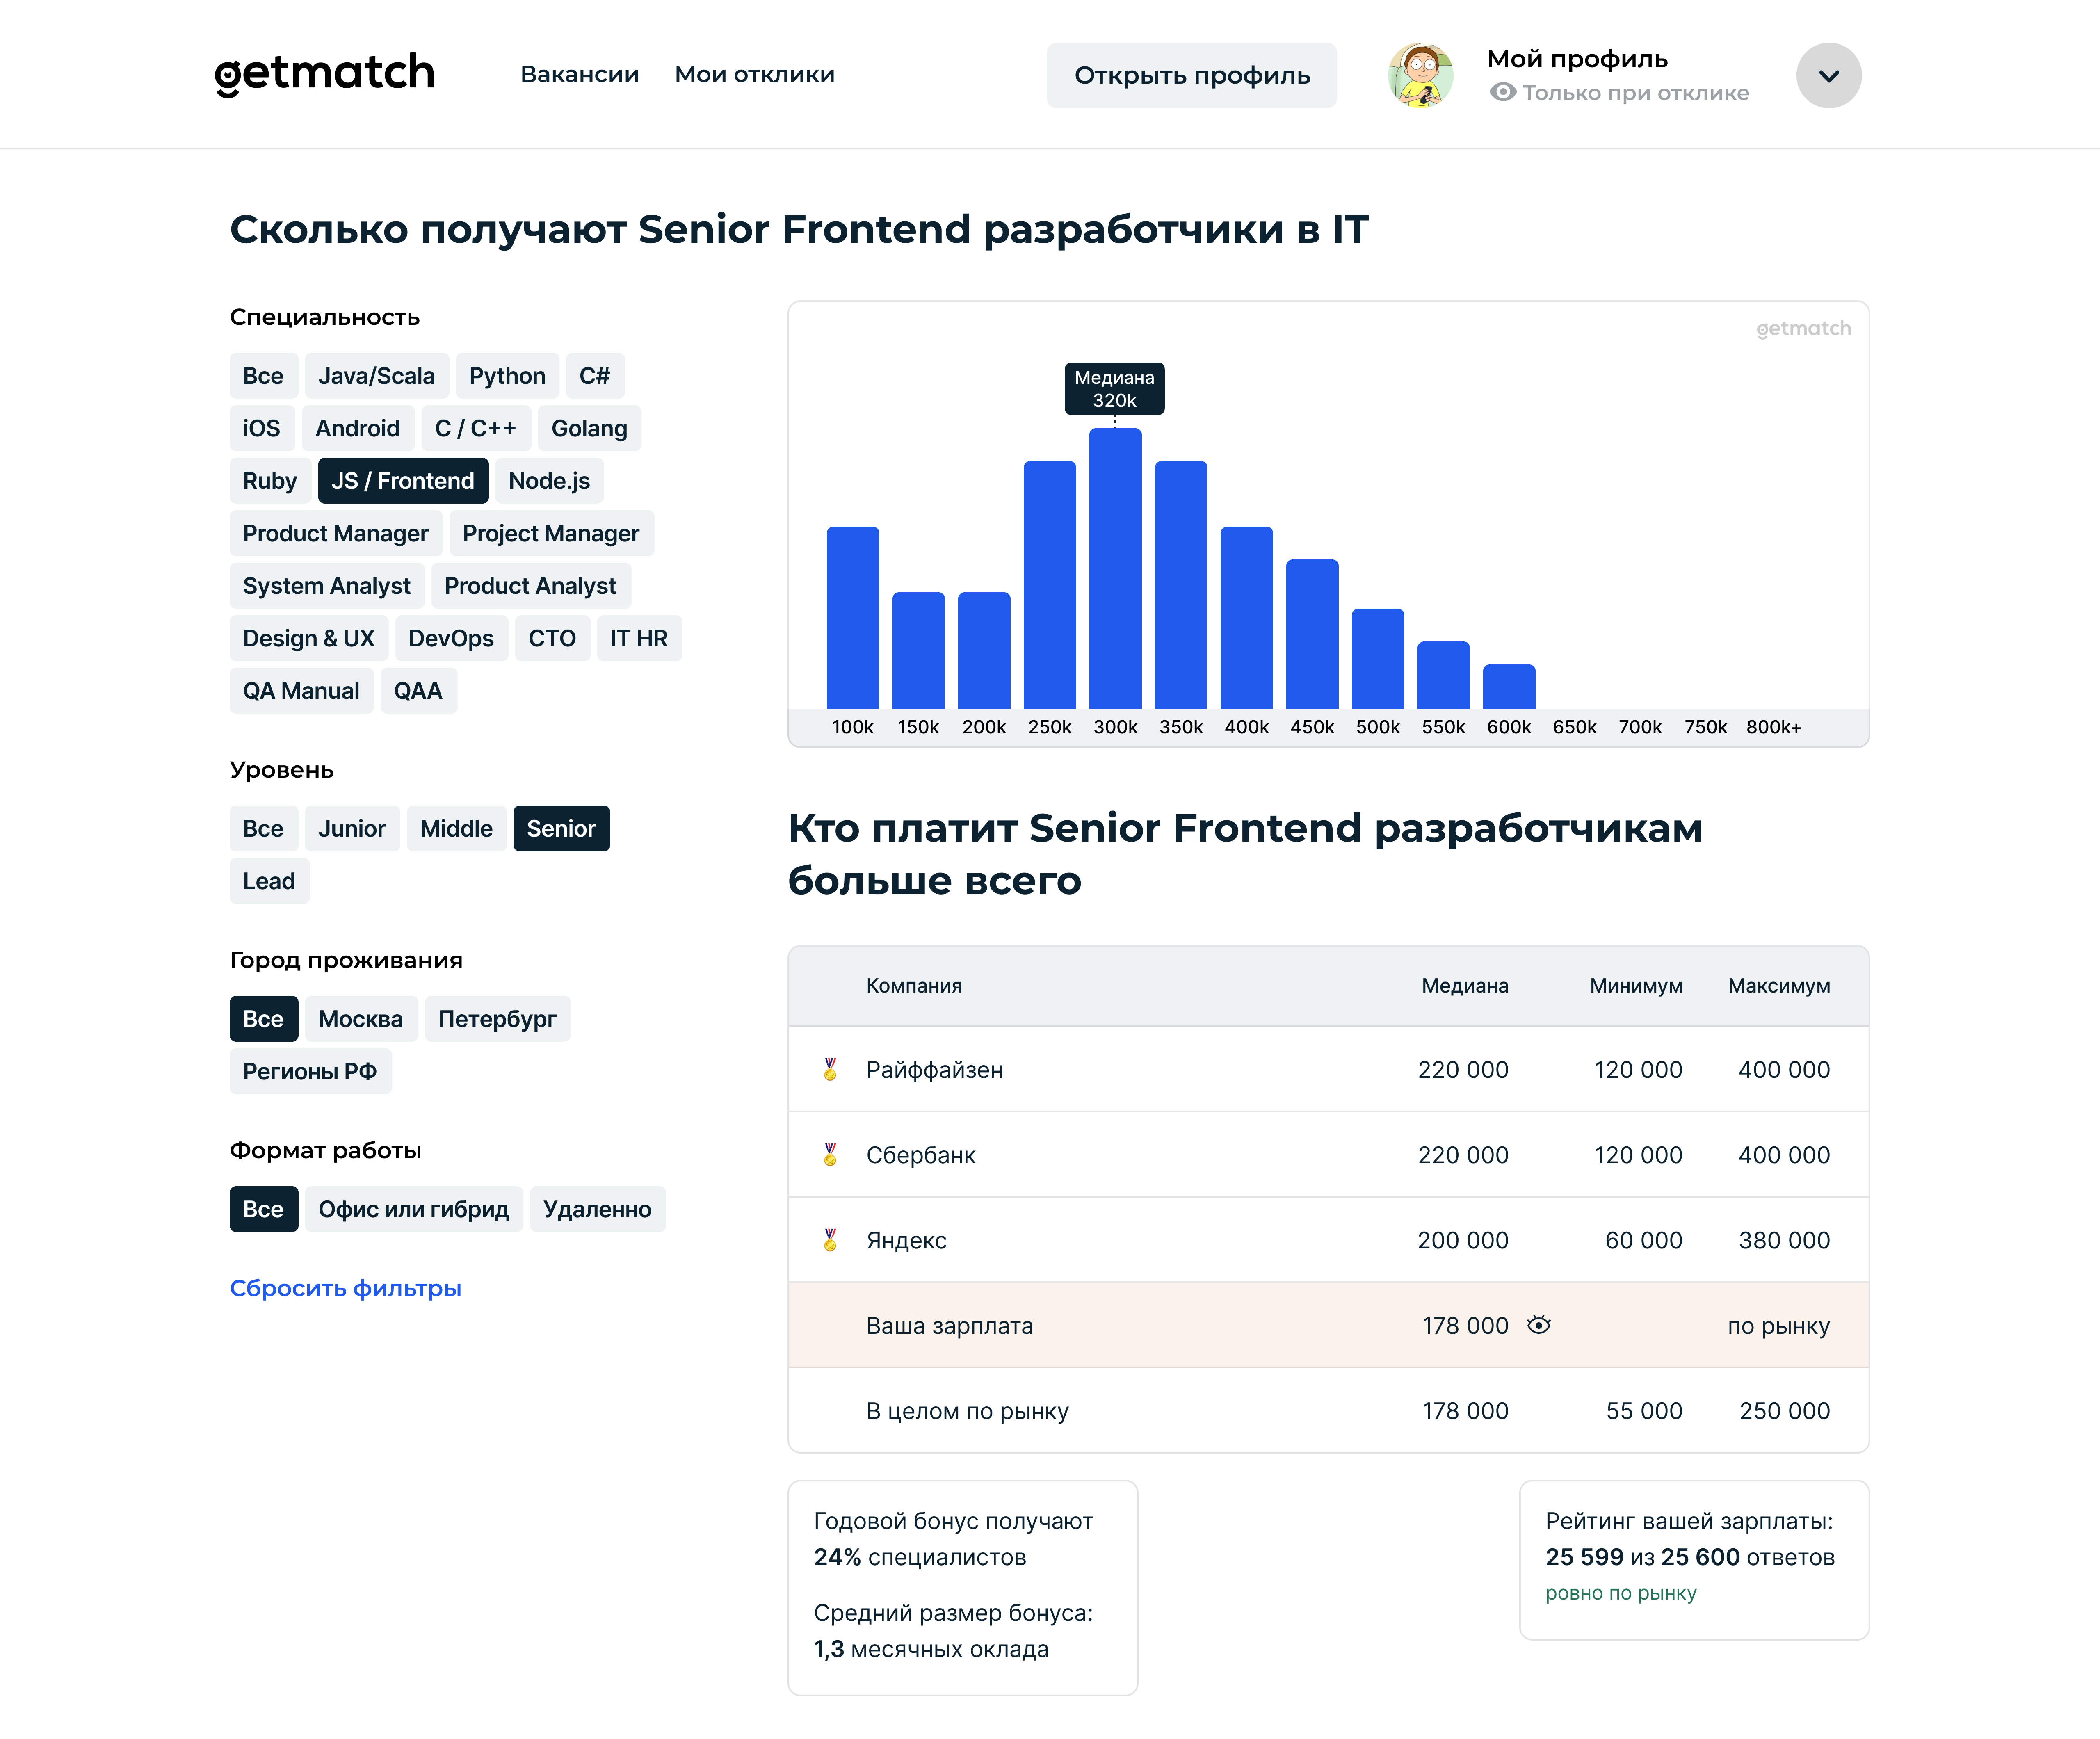 getmatch
Вакансии Мои отклики
Открыть профиль
Мой профиль
Только при отклике
Сколько получают Senior Frontend разработчики в IT
Специальность
Все Java/Scala Python C#
iOS Android C / C++ Golang
Ruby JS / Frontend Node.js
Product Manager Project Manager
System Analyst Product Analyst
Design & UX DevOps CTO IT HR
QA Manual QAA
Уровень
Все Junior Middle Senior
Lead
Город проживания
Все Москва Петербург
Регионы РФ
Формат работы
Все Офис или гибрид Удаленно
Сбросить фильтры
getmatch
Медиана
320k
100k 150k 200k 250k 300k 350k 400k 450k 500k 550k 600k 650k 700k 750k 800k+
Кто платит Senior Frontend разработчикам
больше всего
Компания Медиана Минимум Максимум
Райффайзен 220 000 120 000 400 000
Сбербанк 220 000 120 000 400 000
Яндекс 200 000 60 000 380 000
Ваша зарплата 178 000 по рынку
В целом по рынку 178 000 55 000 250 000
Годовой бонус получают
24% специалистов
Средний размер бонуса:
1,3 месячных оклада
Рейтинг вашей зарплаты:
25 599 из 25 600 ответов
ровно по рынку